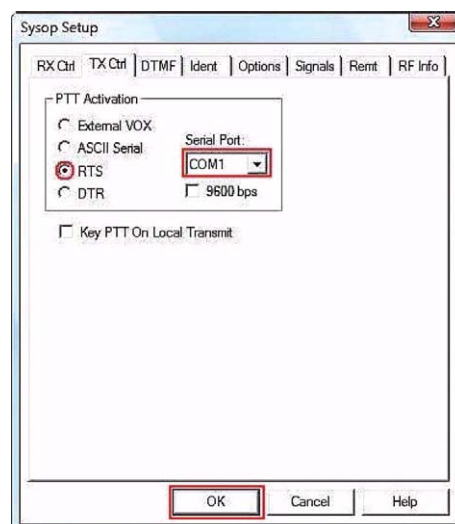 Sysop Setup
RX Ctrl TX Ctrl DTMF Ident Options Signals Remt RF Info
PTT Activation
External VOX
ASCII Serial
Serial Port:
RTS
COM1
DTR
9600 bps
Key PTT On Local Transmit
OK Cancel Help